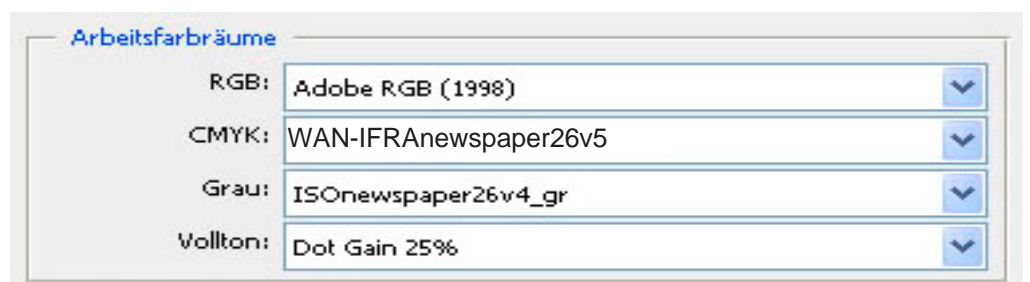 Arbeitsfarbräume
RGB: Adobe RGB (1998)
CMYK: WAN-IFRAnewspaper26v5
Grau: ISOnewspaper26v4_gr
Vollton: Dot Gain 25%